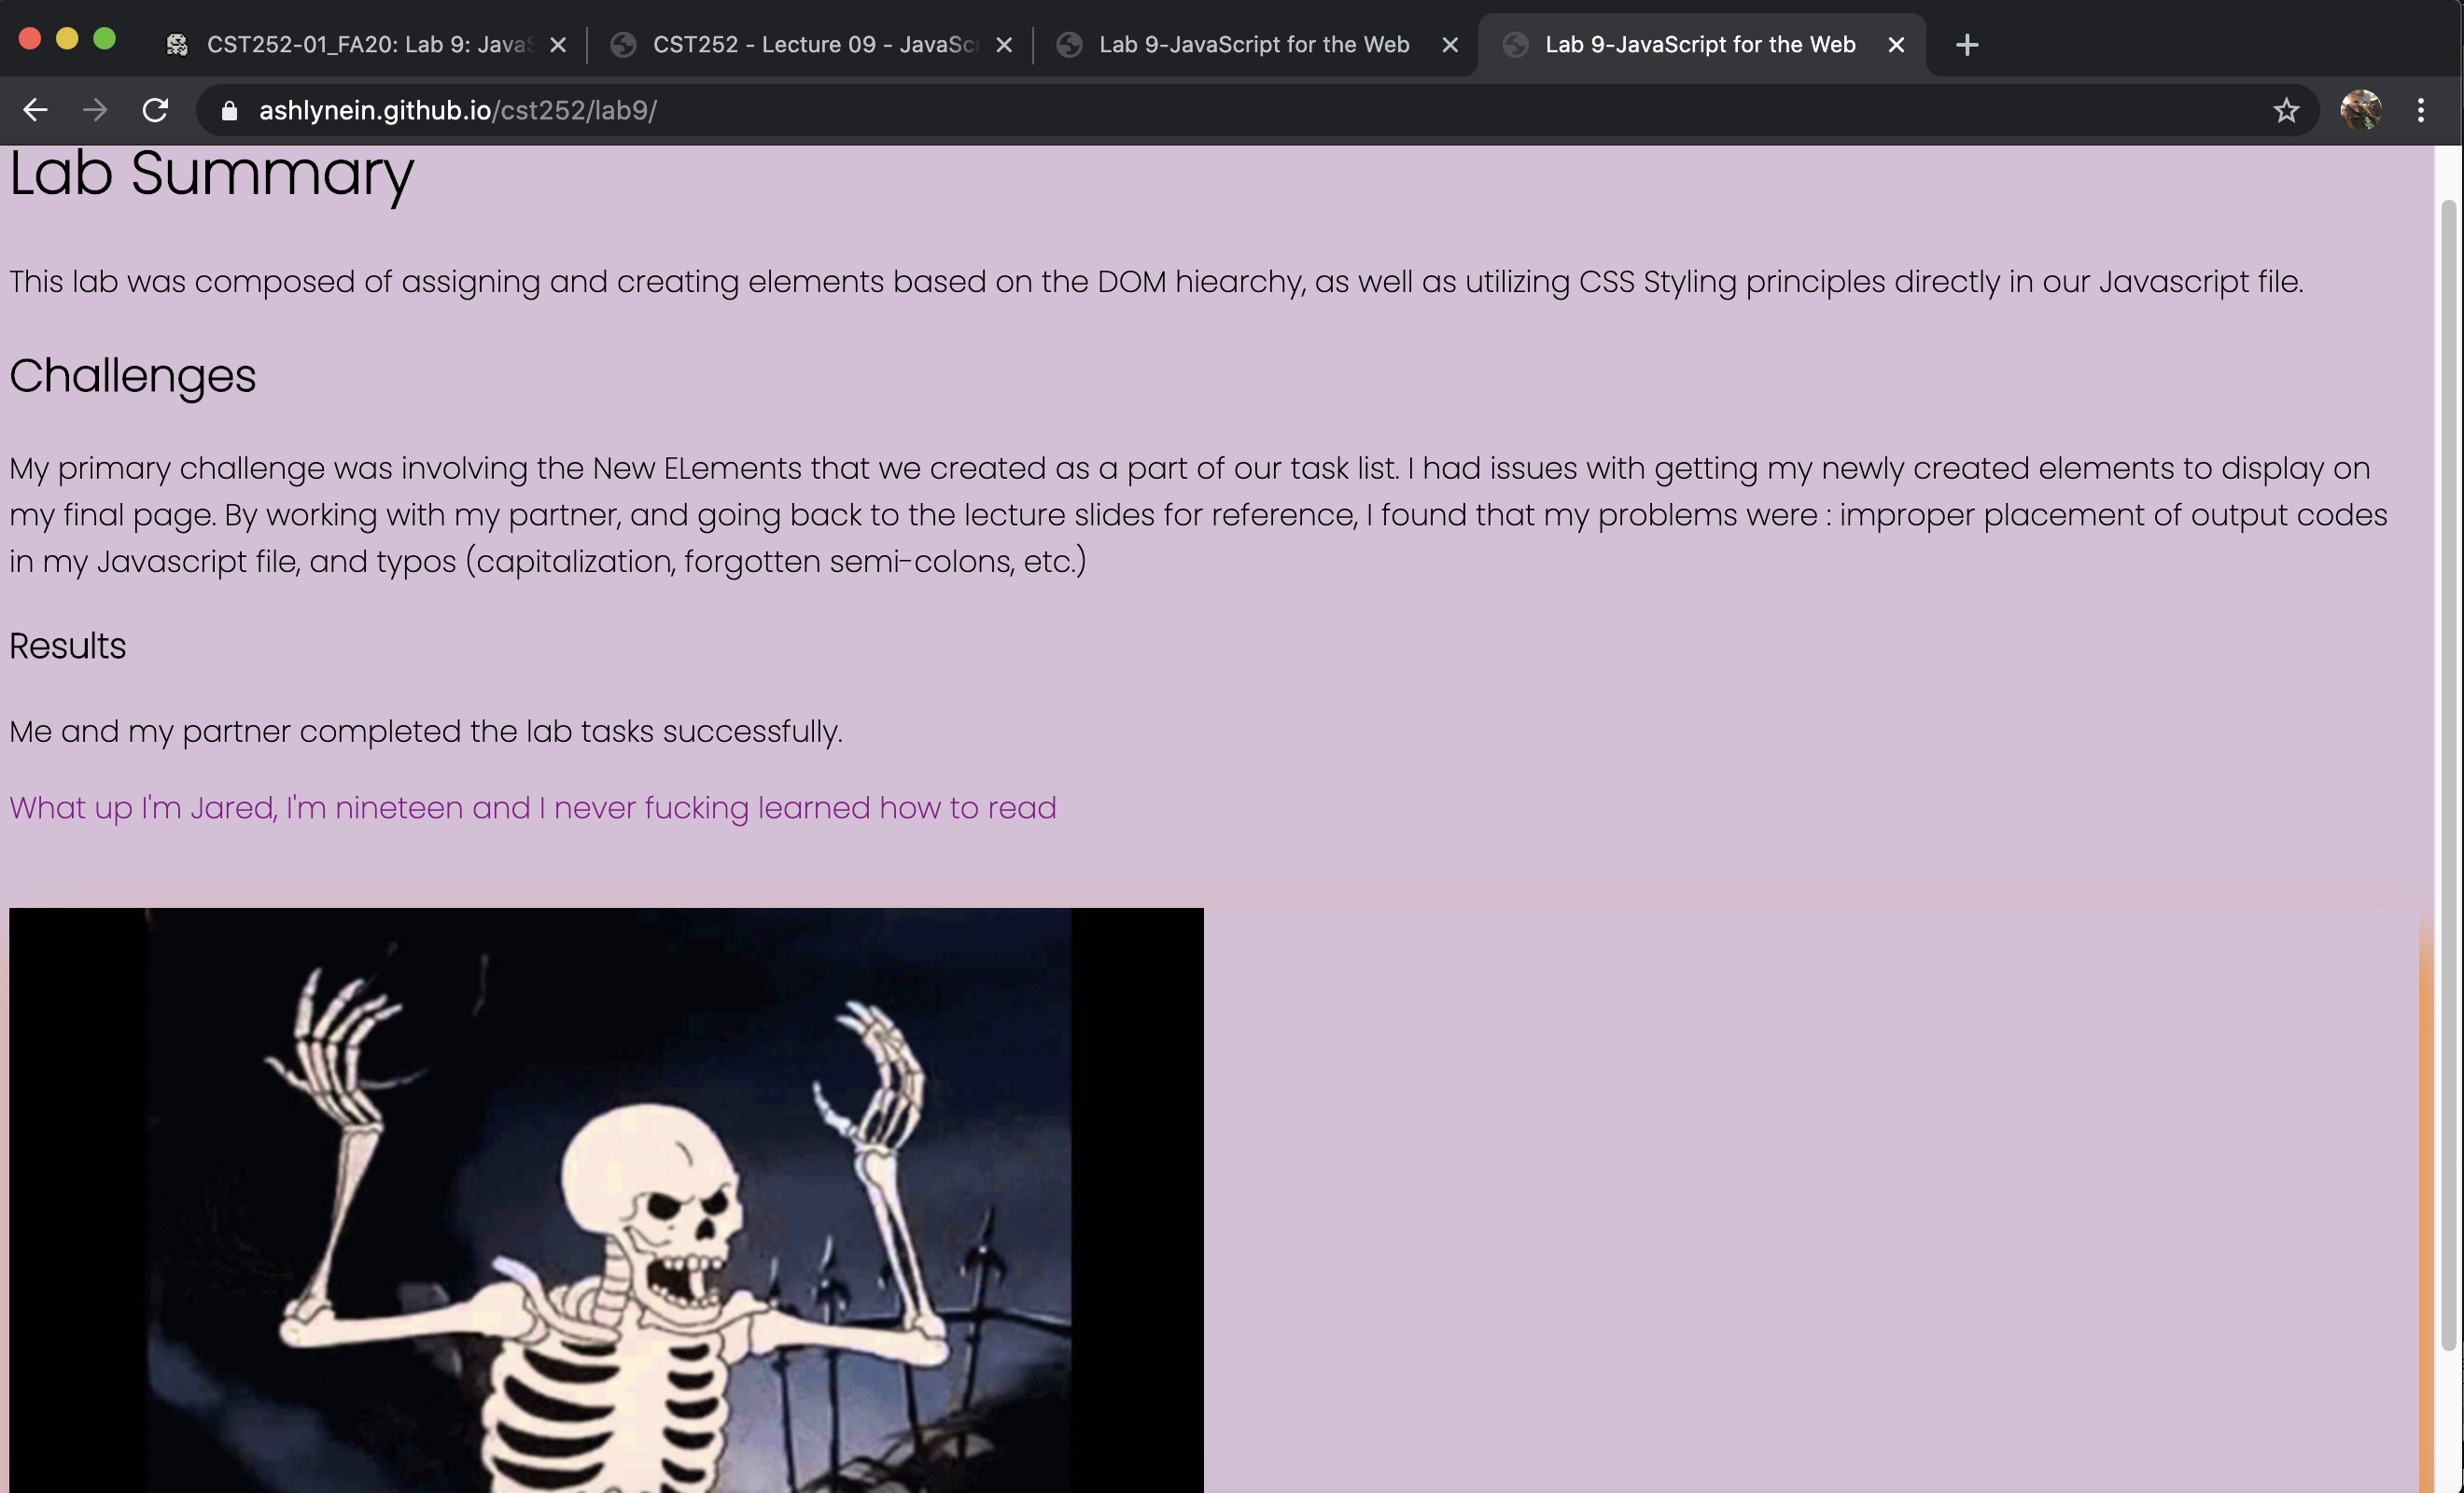 CST252-01_FA20: Lab 9: Java
CST252 - Lecture 09 - JavaSc
Lab 9-JavaScript for the Web
Lab 9-JavaScript for the Web
ashlynein.github.io/cst252/lab9/
Lab Summary
This lab was composed of assigning and creating elements based on the DOM hiearchy, as well as utilizing CSS Styling principles directly in our Javascript file.
Challenges
My primary challenge was involving the New ELements that we created as a part of our task list. I had issues with getting my newly created elements to display on
my final page. By working with my partner, and going back to the lecture slides for reference, I found that my problems were : improper placement of output codes
in my Javascript file, and typos (capitalization, forgotten semi-colons, etc.)
Results
Me and my partner completed the lab tasks successfully.
What up I'm Jared, I'm nineteen and I never fucking learned how to read